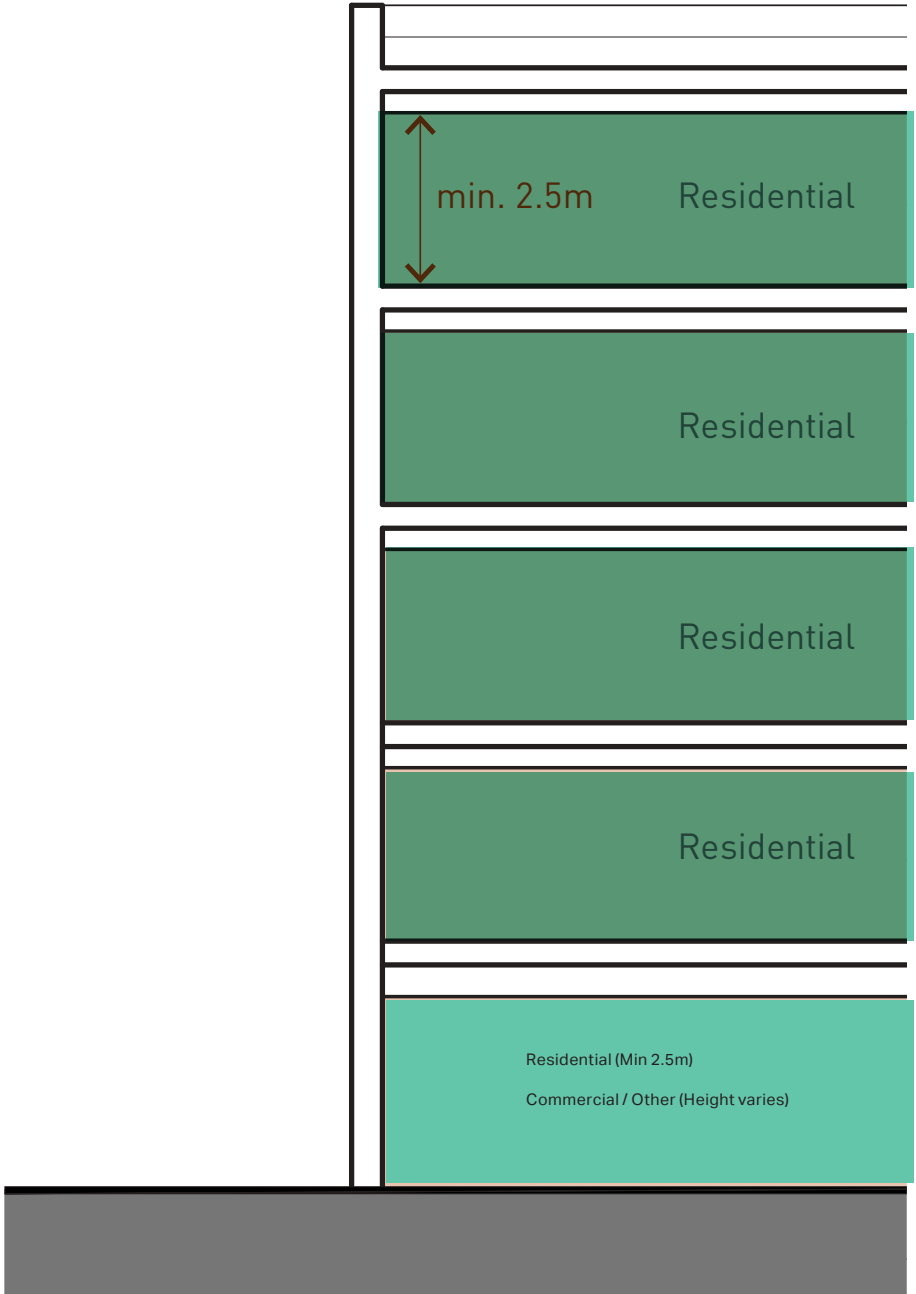 min. 2.5m Residential
Residential
Residential
Residential
Residential (Min 2.5m)
Commercial / Other (Height varies)